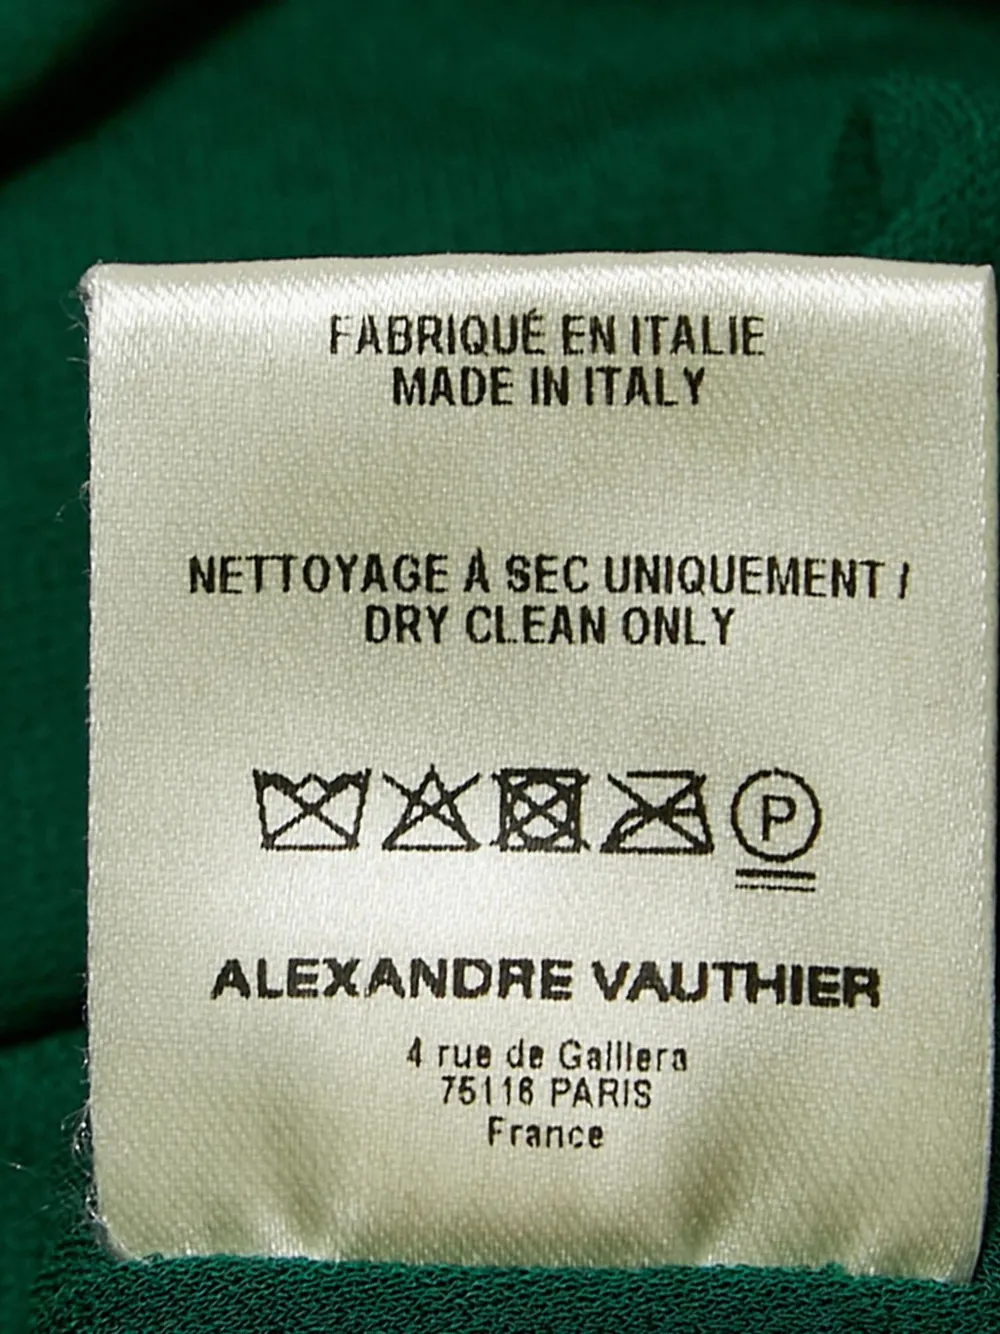 FABRIQUÉ EN ITALIE
MADE IN ITALY
NETTOYAGE À SEC UNIQUEMENT /
DRY CLEAN ONLY
P
ALEXANDRE VAUTHIER
4 rue de Galliera
75116 PARIS
France